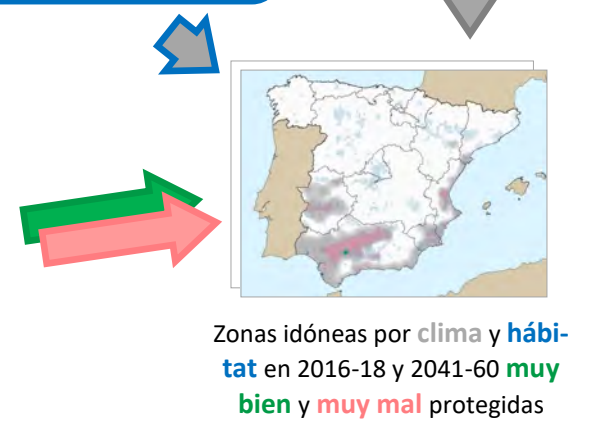 Zonas idóneas por clima y hábi-
tat en 2016-18 y 2041-60 muy
bien y muy mal protegidas